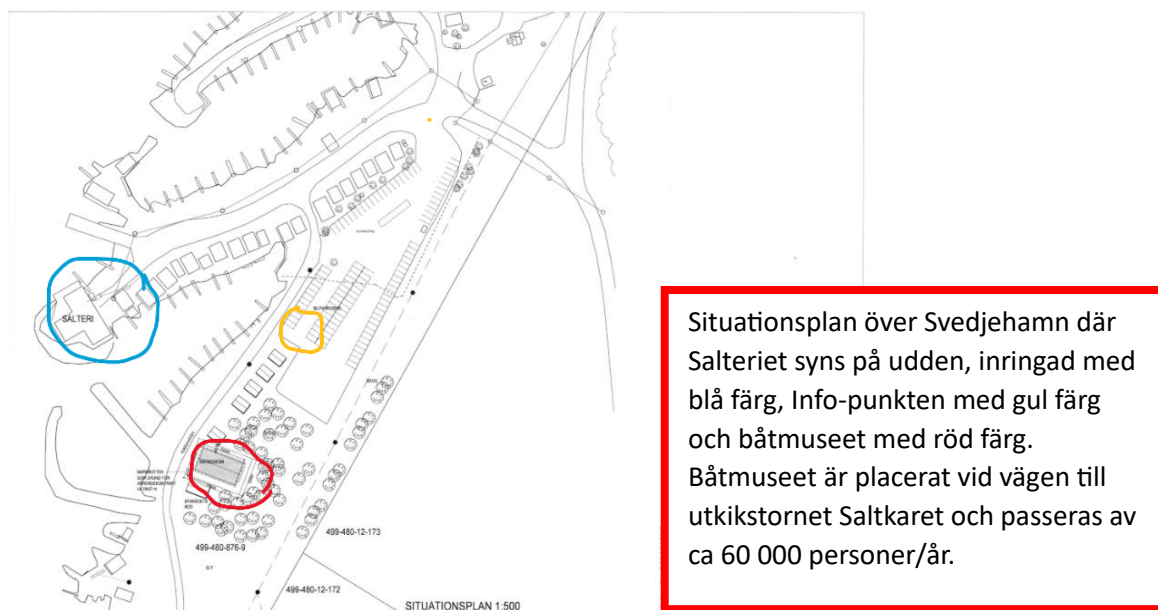 SALTERI
499-480-876-9
499-480-12-173
499-480-12-172
SITUATIONSPLAN 1:500
Situationsplan över Svedjehamn där
Salteriet syns på udden, inringad med
blå färg, Info-punkten med gul färg
och båtmuseet med röd färg.
Båtmuseet är placerat vid vägen till
utkikstornet Saltkaret och passeras av
ca 60 000 personer/år.